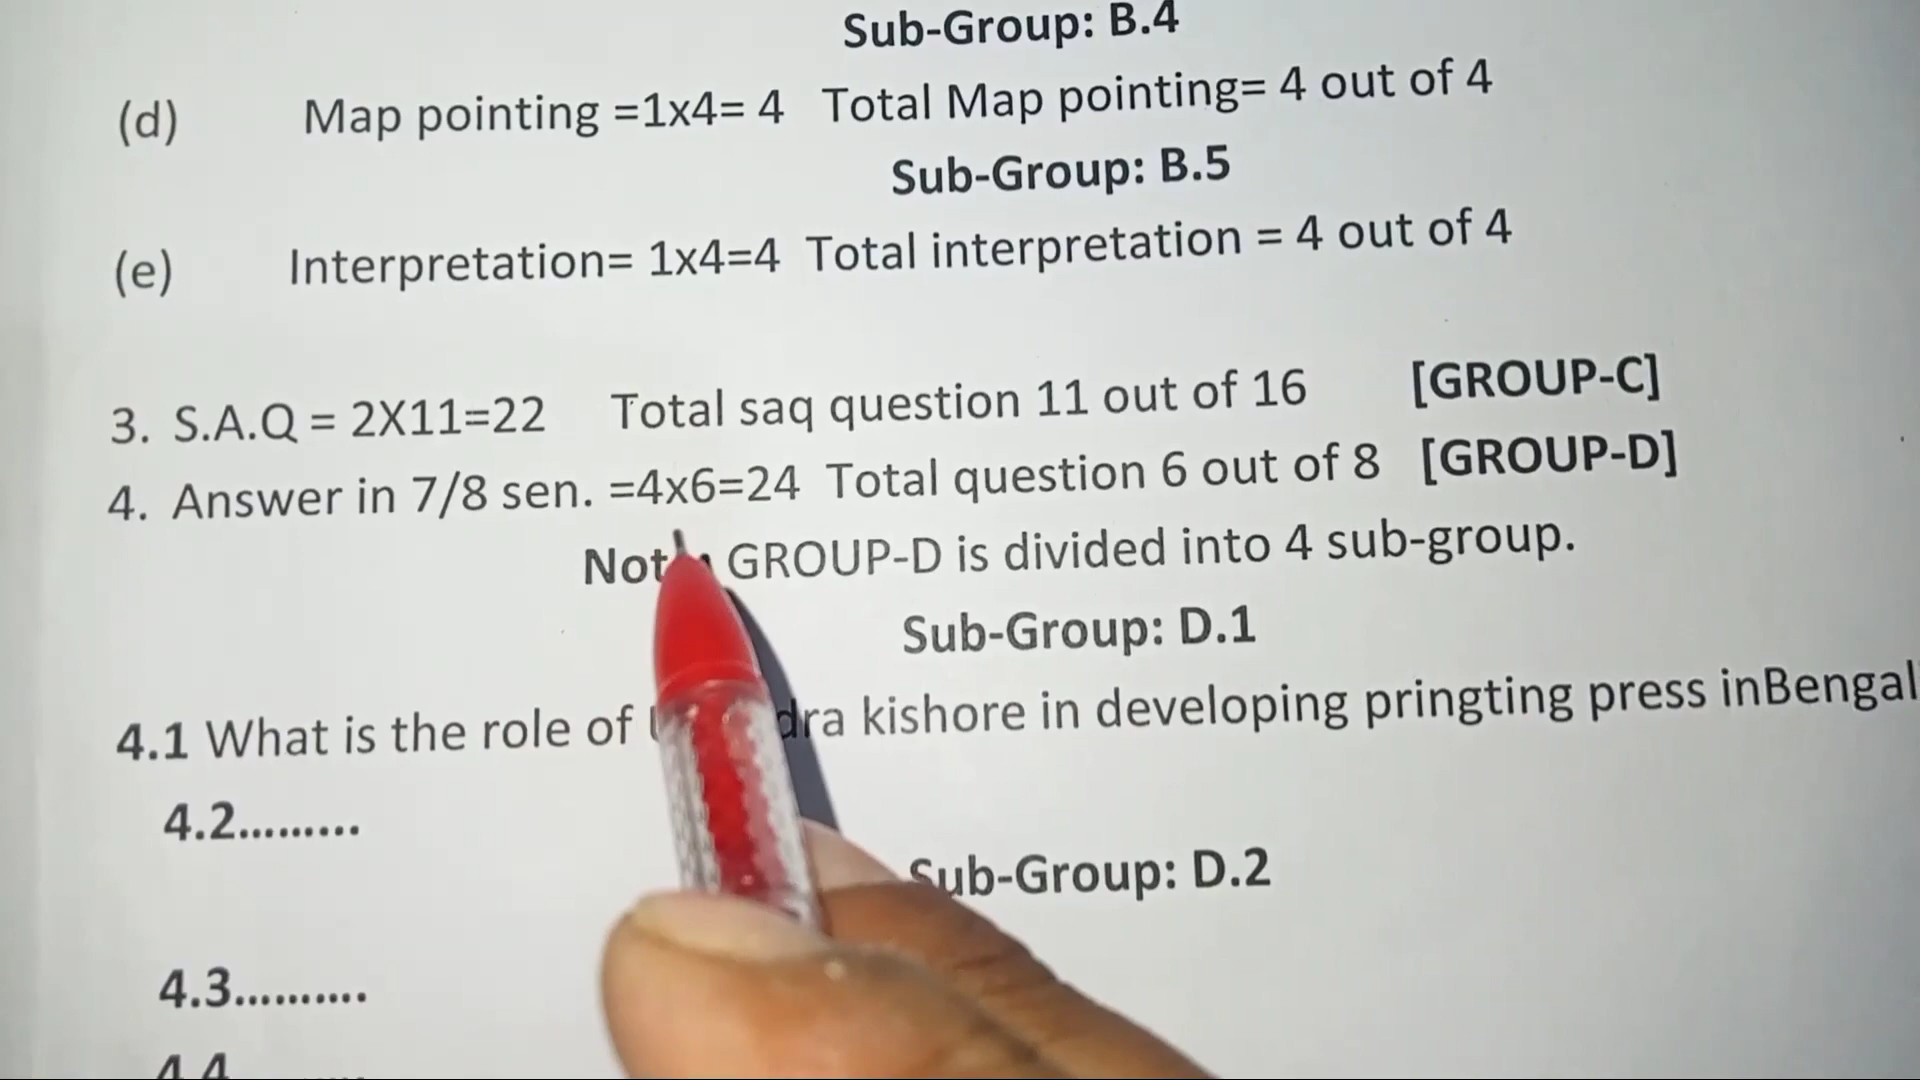 Sub-Group: B.4
(d) Map pointing =1x4= 4 Total Map pointing= 4 out of 4
Sub-Group: B.5
(e) Interpretation= 1x4=4 Total interpretation = 4 out of 4
3. S.A.Q = 2X11=22 Total saq question 11 out of 16 [GROUP-C]
4. Answer in 7/8 sen. =4x6=24 Total question 6 out of 8 [GROUP-D]
GROUP-D is divided into 4 sub-group.
Sub-Group: D.1
4.1 What is the role of kishore in developing pringting press inBengal
4.2.........
Sub-Group: D.2
4.3..........
4.4